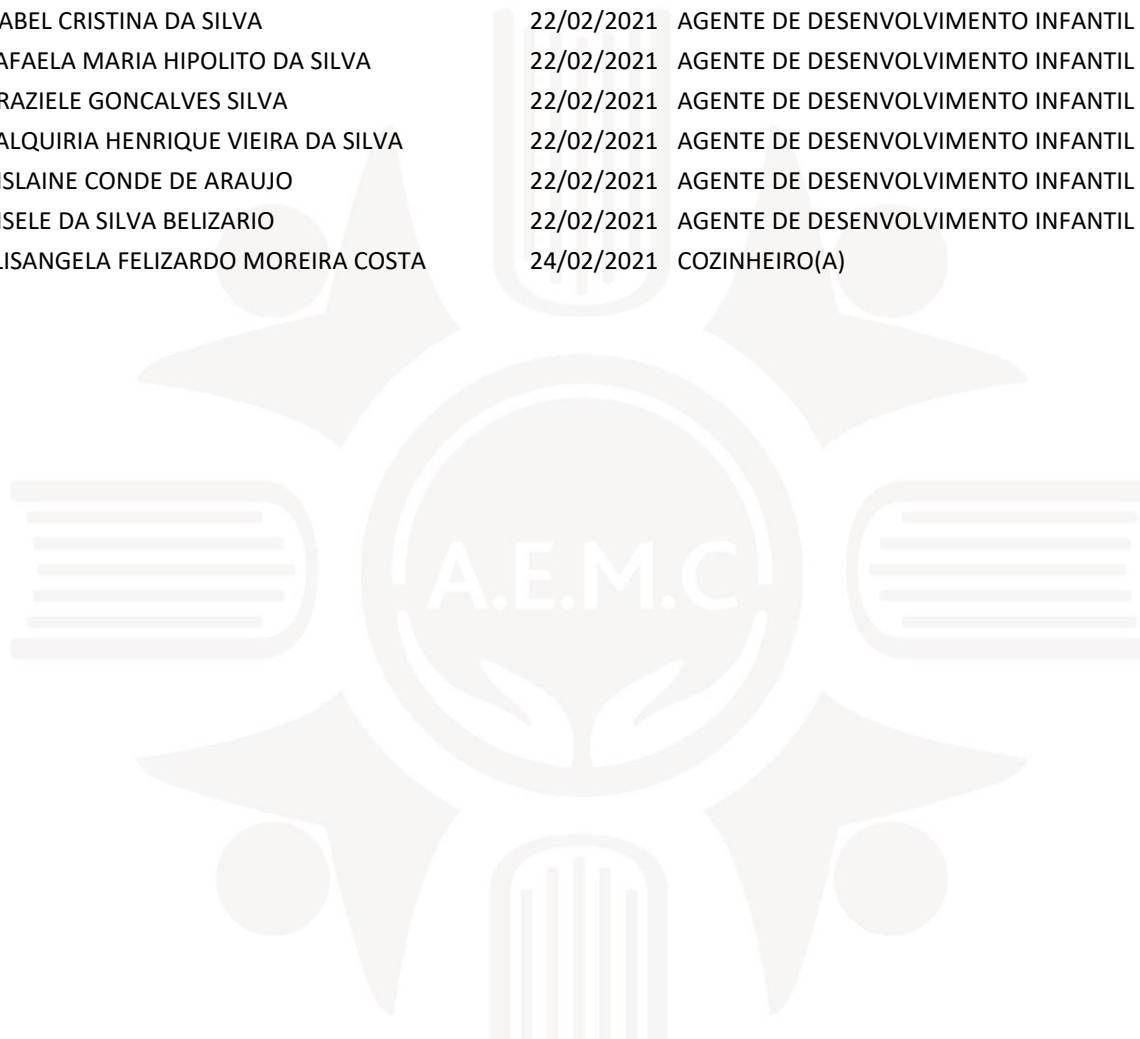 ABEL CRISTINA DA SILVA 22/02/2021 AGENTE DE DESENVOLVIMENTO INFANTIL
AFAELA MARIA HIPOLITO DA SILVA 22/02/2021 AGENTE DE DESENVOLVIMENTO INFANTIL
RAZIELE GONCALVES SILVA 22/02/2021 AGENTE DE DESENVOLVIMENTO INFANTIL
ALQUIRIA HENRIQUE VIEIRA DA SILVA 22/02/2021 AGENTE DE DESENVOLVIMENTO INFANTIL
ISLAINE CONDE DE ARAUJO 22/02/2021 AGENTE DE DESENVOLVIMENTO INFANTIL
ISELE DA SILVA BELIZARIO 22/02/2021 AGENTE DE DESENVOLVIMENTO INFANTIL
LISANGELA FELIZARDO MOREIRA COSTA 24/02/2021 COZINHEIRO(A)
A.E.M.C